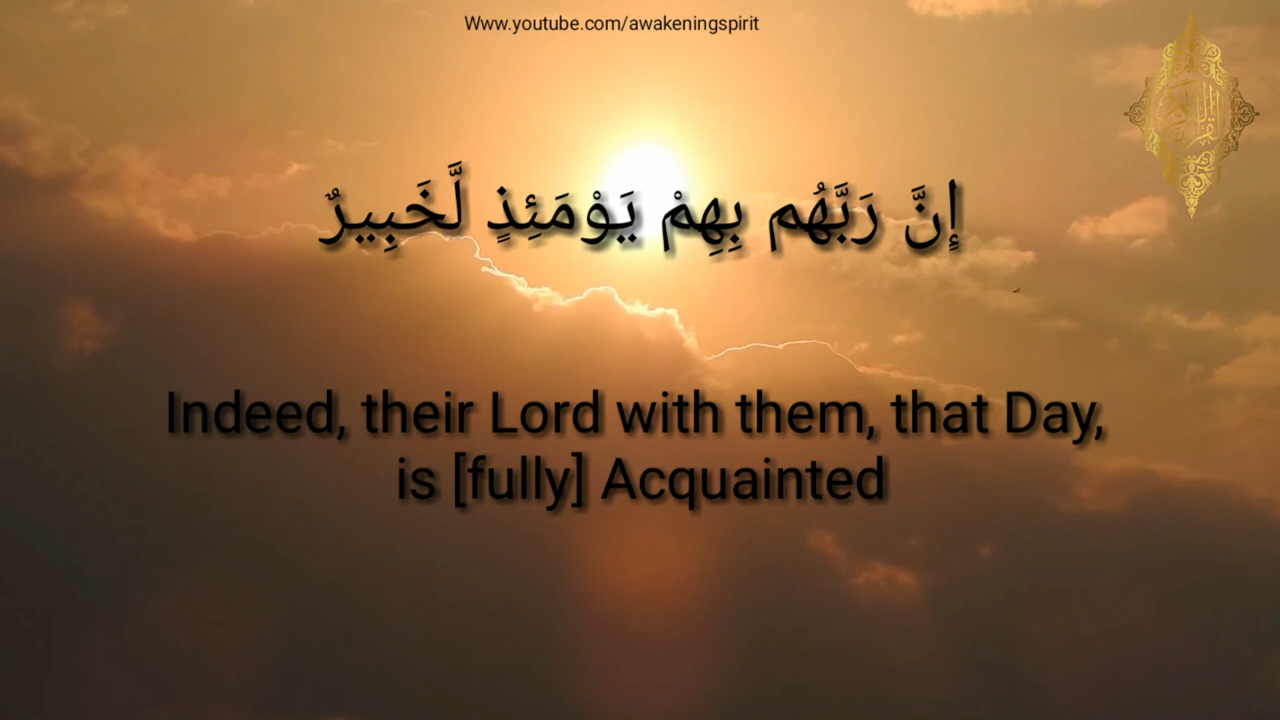 Www.youtube.com/awakeningspirit
إِنَّ رَبَّهُم بِهِمْ يَوْمَئِذٍ لَّخَبِيرٌ
Indeed, their Lord with them, that Day,
is [fully] Acquainted